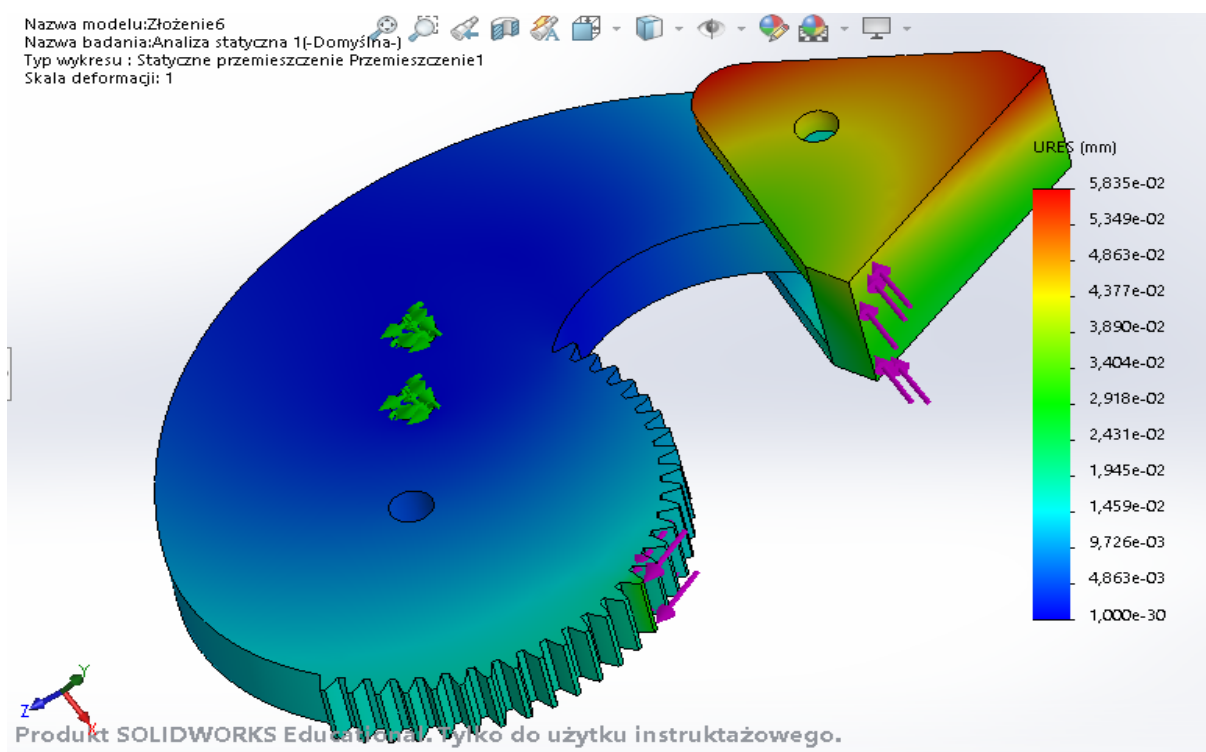 Nazwa modelu:Złożenie6
Nazwa badania:Analiza statyczna 1(-Domyślna-)
Typ wykresu : Statyczne przemieszczenie Przemieszczenie1
Skala deformacji: 1
URES (mm)
5,835e-02
5,349e-02
4,863e-02
4,377e-02
3,890e-02
3,404e-02
2,918e-02
2,431e-02
1,945e-02
1,459e-02
9,726e-03
4,863e-03
1,000e-30
Y
Z
X
Produkt SOLIDWORKS Educational. Tylko do użytku instruktażowego.